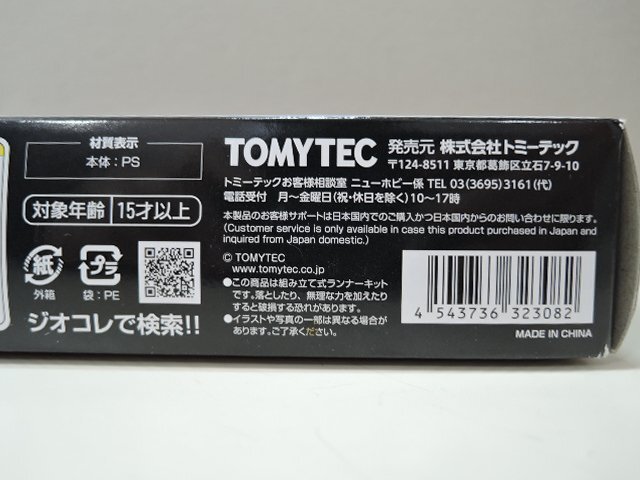 材質表示
本体：PS
対象年齢 15才以上
紙 プラ
外箱 袋：PE
ジオコレで検索!!
TOMYTEC 発売元 株式会社トミーテック
〒124-8511 東京都葛飾区立石7-9-10
トミーテックお客様相談室 ニューホビー係 TEL 03(3695)3161(代)
電話受付 月〜金曜日(祝・休日を除く)10〜17時
本製品のお客様サポートは日本国内でのご購入かつ日本国内からのお問い合わせに限ります。
(Customer service is only available in case this product purchased in Japan and
inquired from Japan domestic.)
© TOMYTEC
www.tomytec.co.jp
●この商品は組み立て式ランナーキット
です。落としたり、無理な力を加えたり
すると破損する恐れがあります。
●イラストや写真の一部は異なる場合が
あります。ご了承ください。
4 543736 323082
MADE IN CHINA